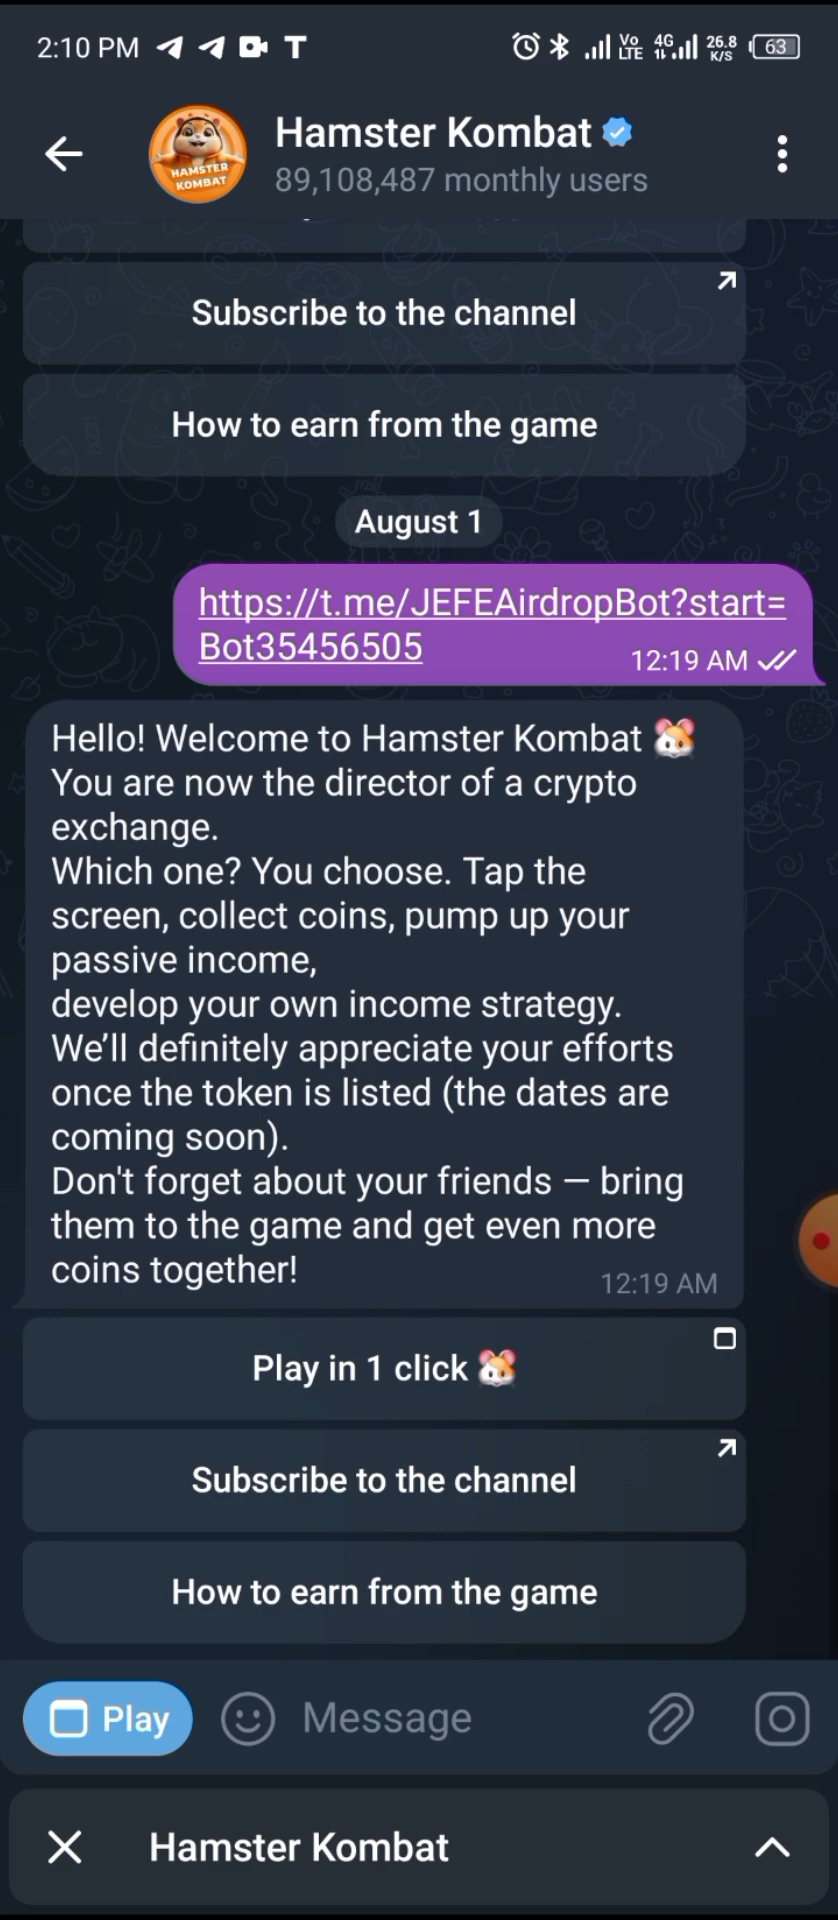 2:10 PM T Vo LTE 4G 26.8 K/S 63
Hamster Kombat
HAMSTER
KOMBAT
89,108,487 monthly users
Subscribe to the channel
How to earn from the game
August 1
https://t.me/JEFEAirdropBot?start=
Bot35456505
12:19 AM
Hello! Welcome to Hamster Kombat 🐹
You are now the director of a crypto
exchange.
Which one? You choose. Tap the
screen, collect coins, pump up your
passive income,
develop your own income strategy.
We’ll definitely appreciate your efforts
once the token is listed (the dates are
coming soon).
Don't forget about your friends — bring
them to the game and get even more
coins together!
12:19 AM
Play in 1 click 🐹
Subscribe to the channel
How to earn from the game
Play
Message
Hamster Kombat